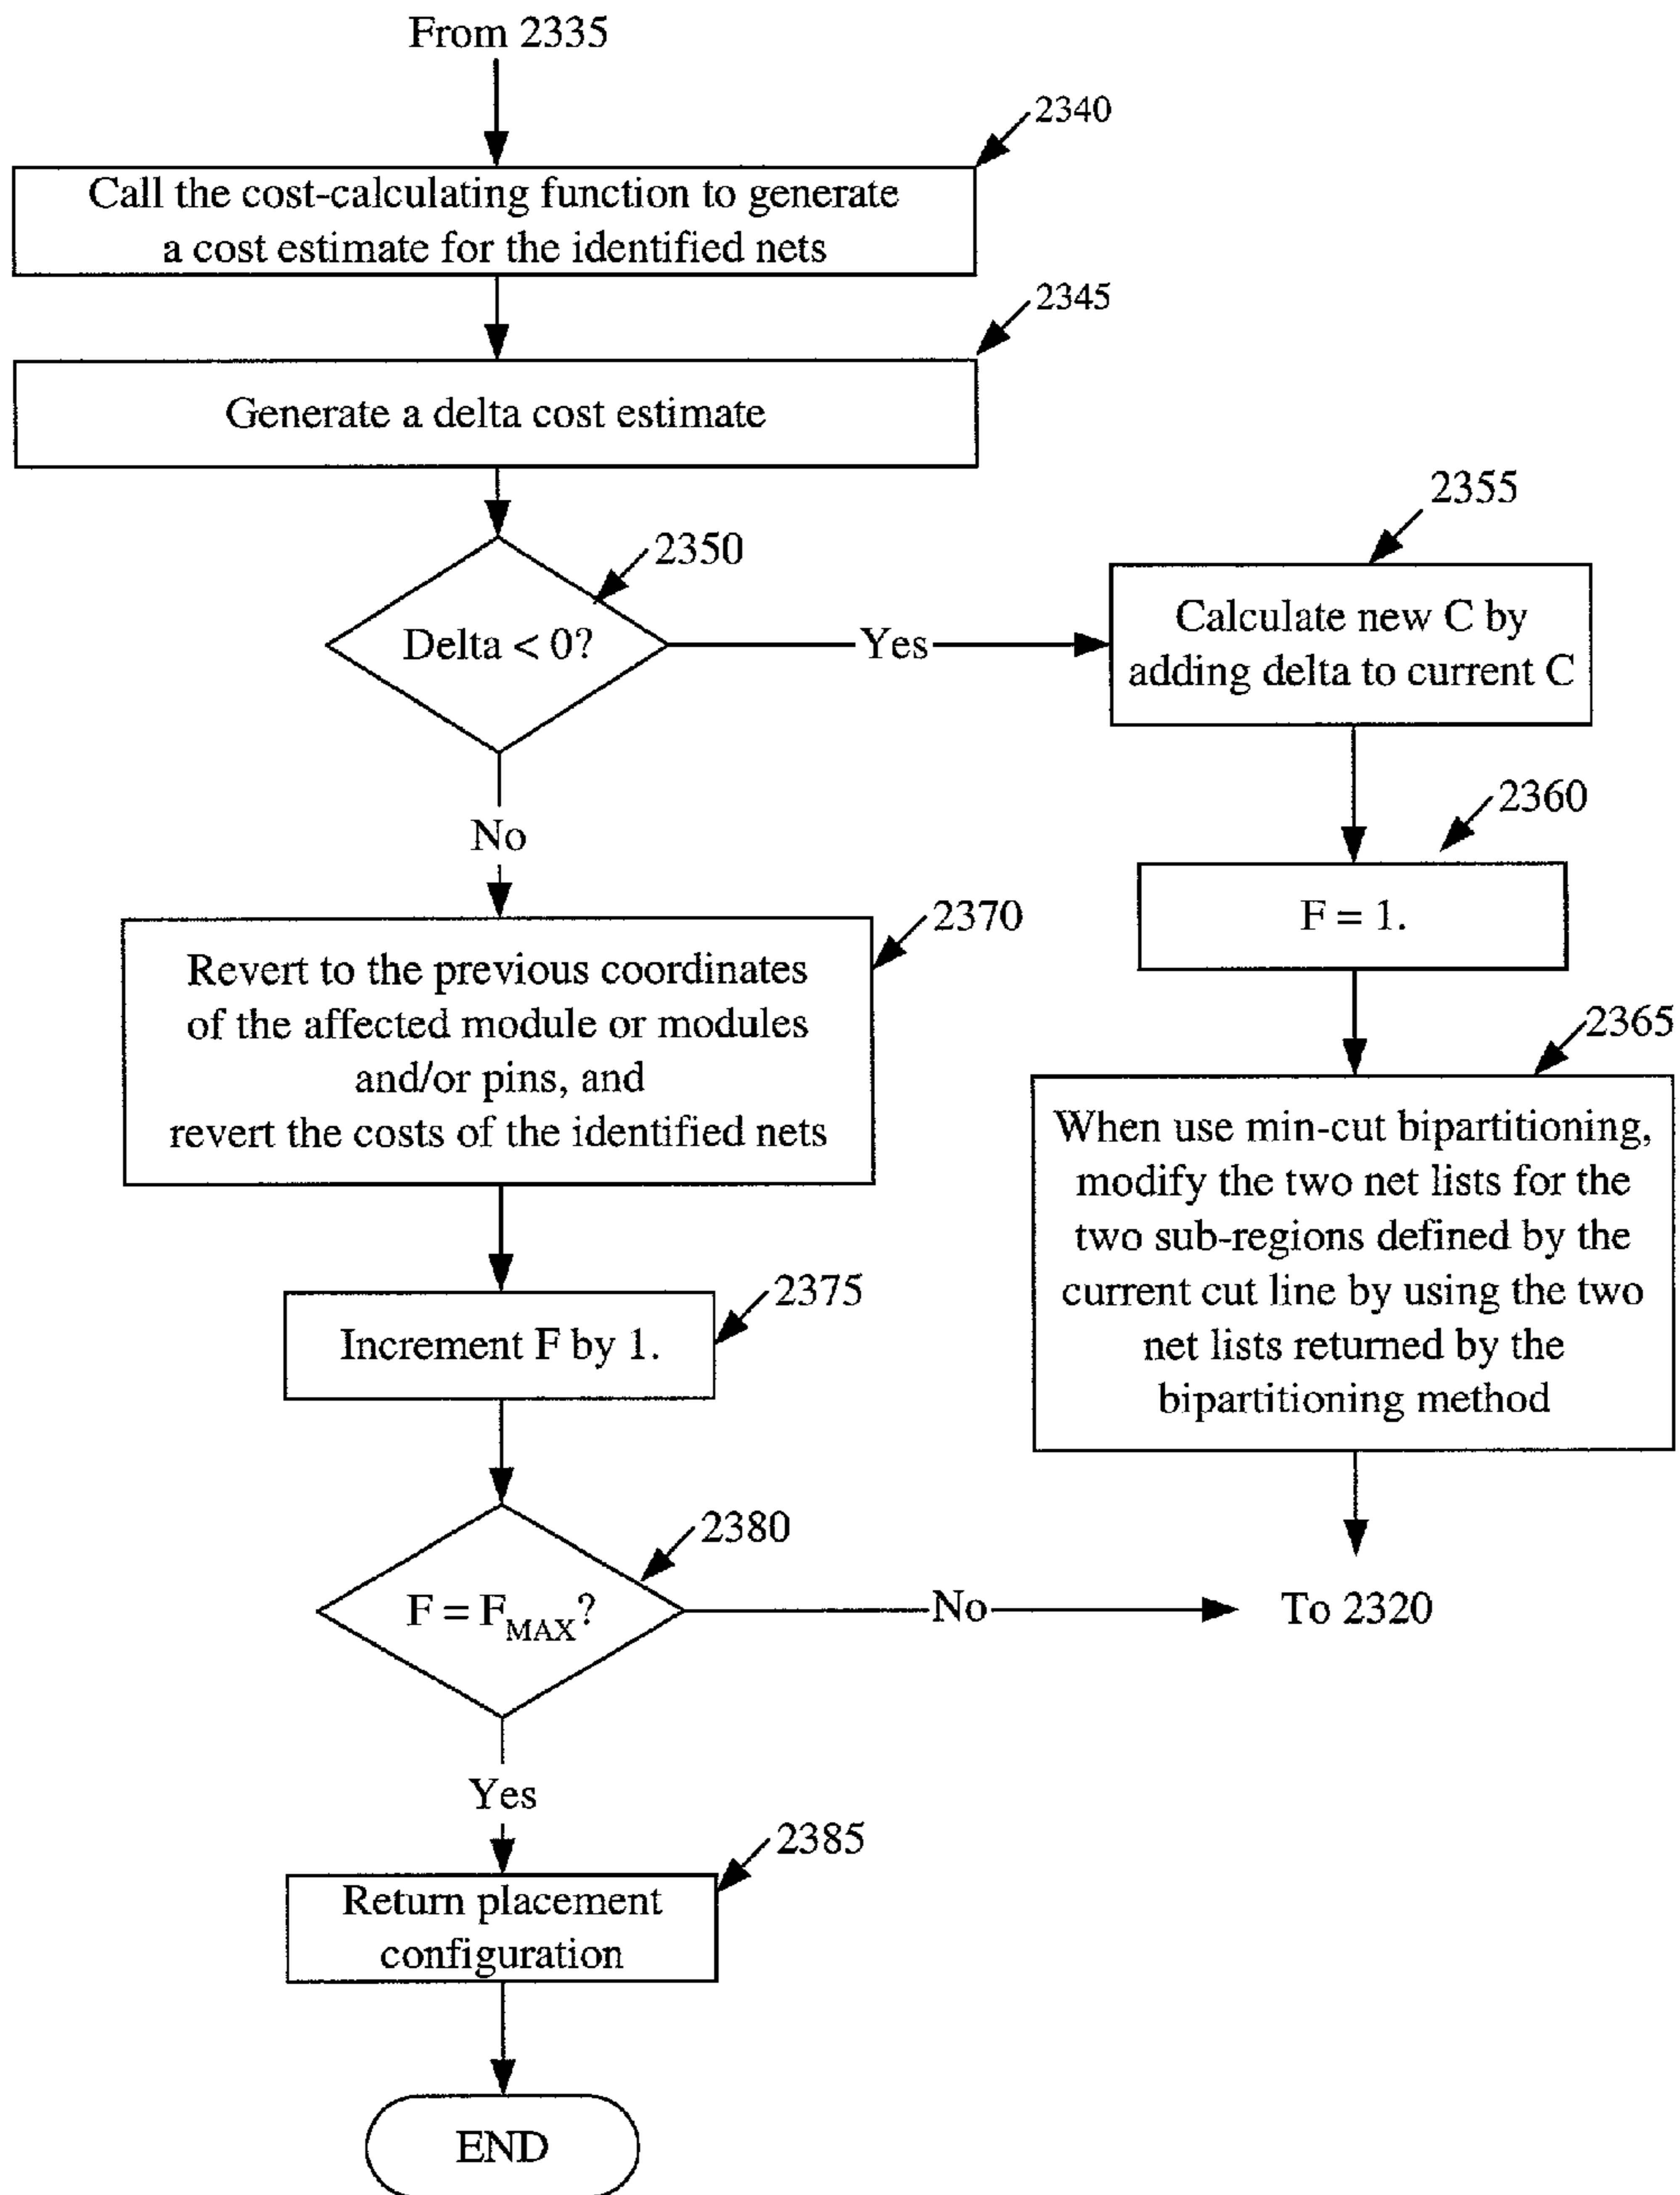 From 2335
2340
Call the cost-calculating function to generate
a cost estimate for the identified nets
2345
Generate a delta cost estimate
2350
Delta < 0?
Yes
2355
Calculate new C by
adding delta to current C
No
2360
F = 1.
2370
Revert to the previous coordinates
of the affected module or modules
and/or pins, and
revert the costs of the identified nets
2365
When use min-cut bipartitioning,
modify the two net lists for the
two sub-regions defined by the
current cut line by using the two
net lists returned by the
bipartitioning method
2375
Increment F by 1.
2380
F = FMAX?
No
To 2320
Yes
2385
Return placement
configuration
END